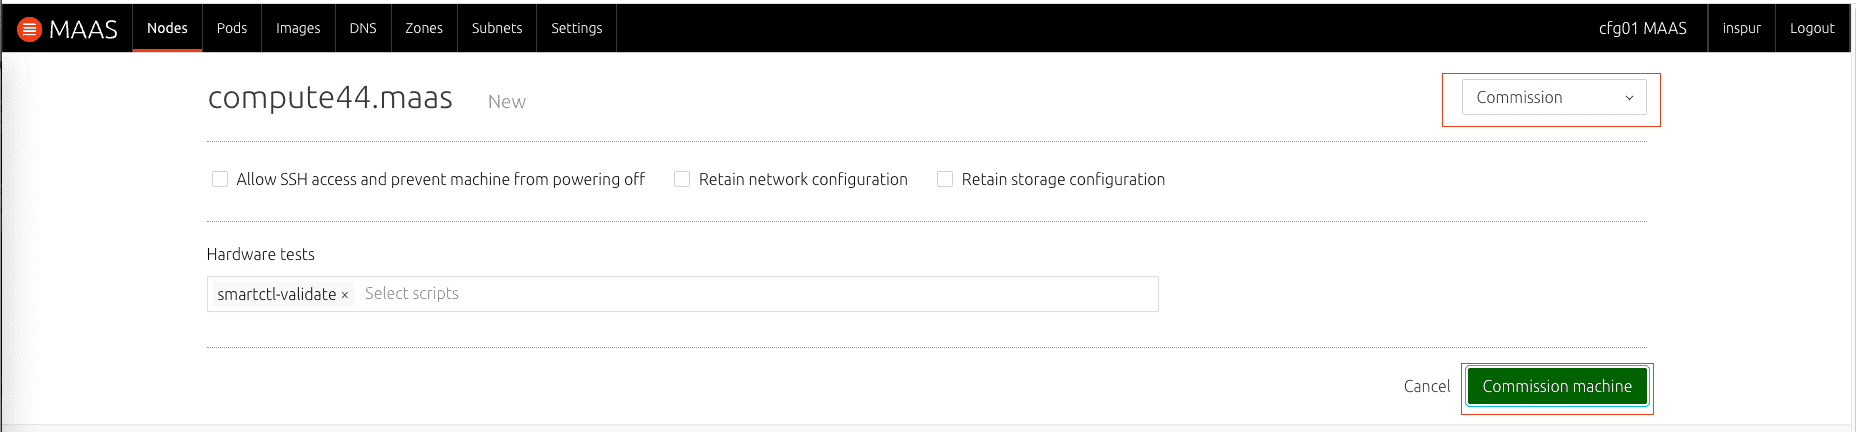 MAAS Nodes Pods Images DNS Zones Subnets Settings cfg01 MAAS inspur Logout
compute44.maas New Commission
Allow SSH access and prevent machine from powering off Retain network configuration Retain storage configuration
Hardware tests
smartctl-validate × Select scripts
Cancel Commission machine